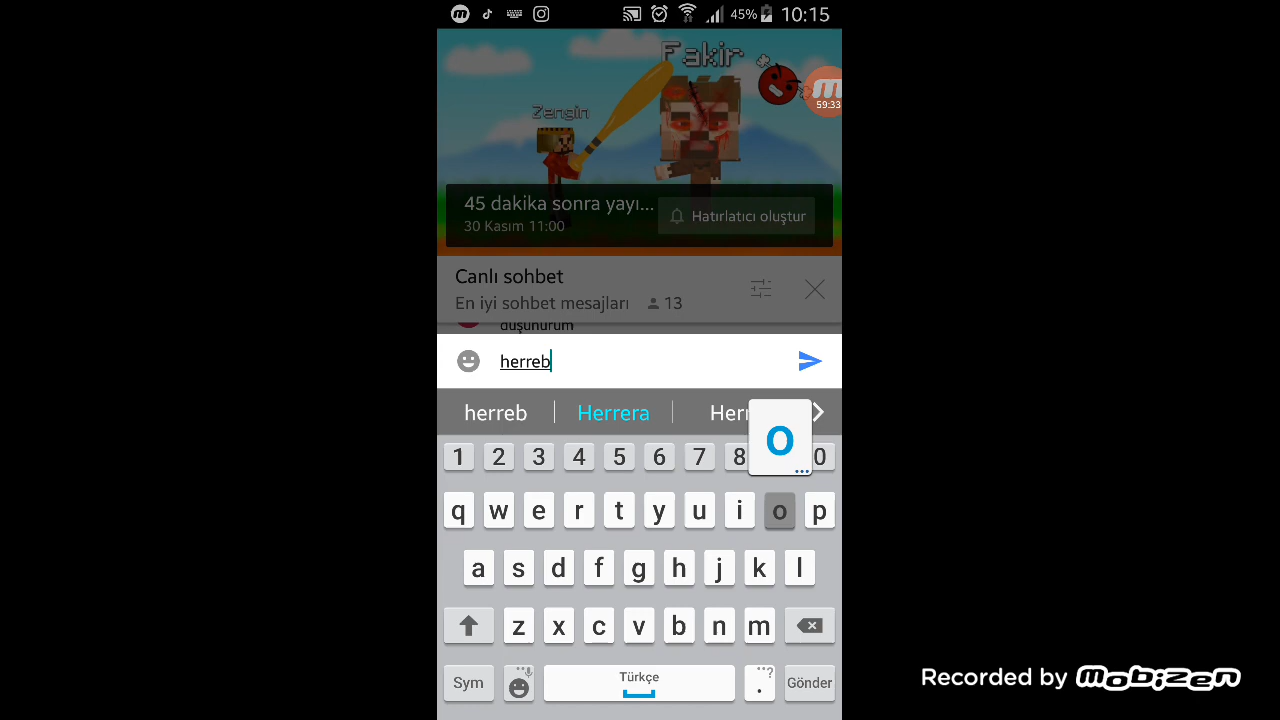 45% 10:15
Fakir
Zengin
59:33
45 dakika sonra yayı...
30 Kasım 11:00
Hatırlatıcı oluştur
Canlı sohbet
En iyi sohbet mesajları 13
düşünürüm
herreb
herreb Herrera Herr
o
1 2 3 4 5 6 7 8 0
q w e r t y u i o p
a s d f g h j k l
z x c v b n m
Sym Türkçe . Gönder
Recorded by mobizen